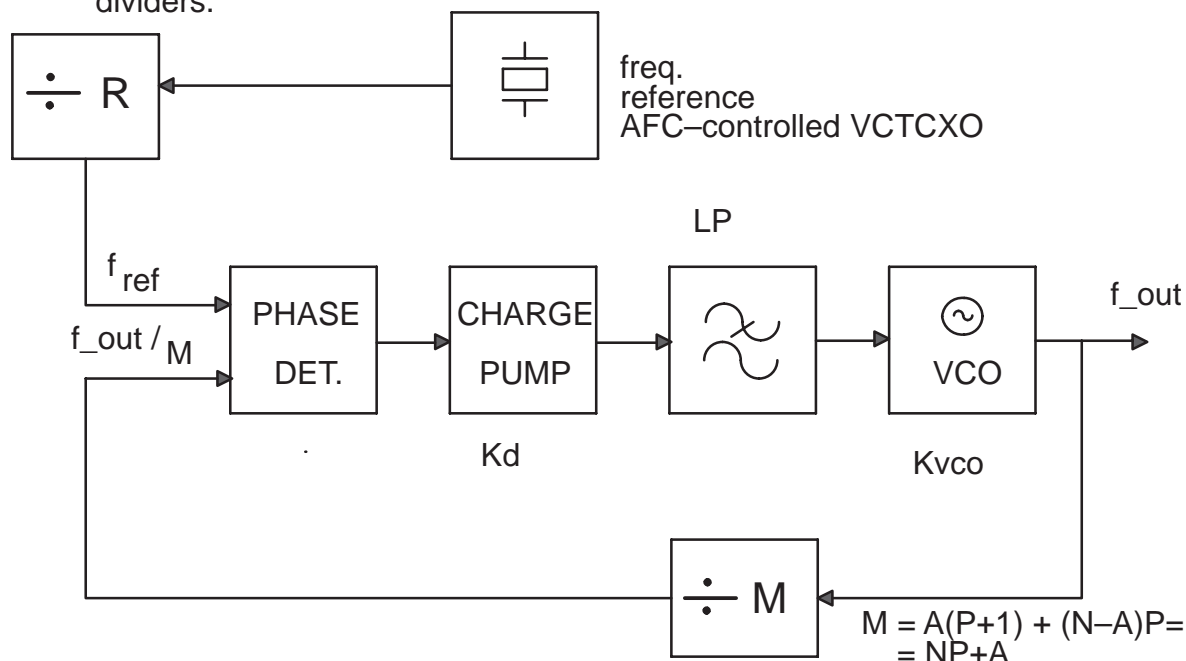 dividers.
÷ R
freq.
reference
AFC–controlled VCTCXO
LP
f ref
f_out
f_out / M
PHASE
DET.
CHARGE
PUMP
VCO
Kd
Kvco
÷ M
M = A(P+1) + (N–A)P=
= NP+A